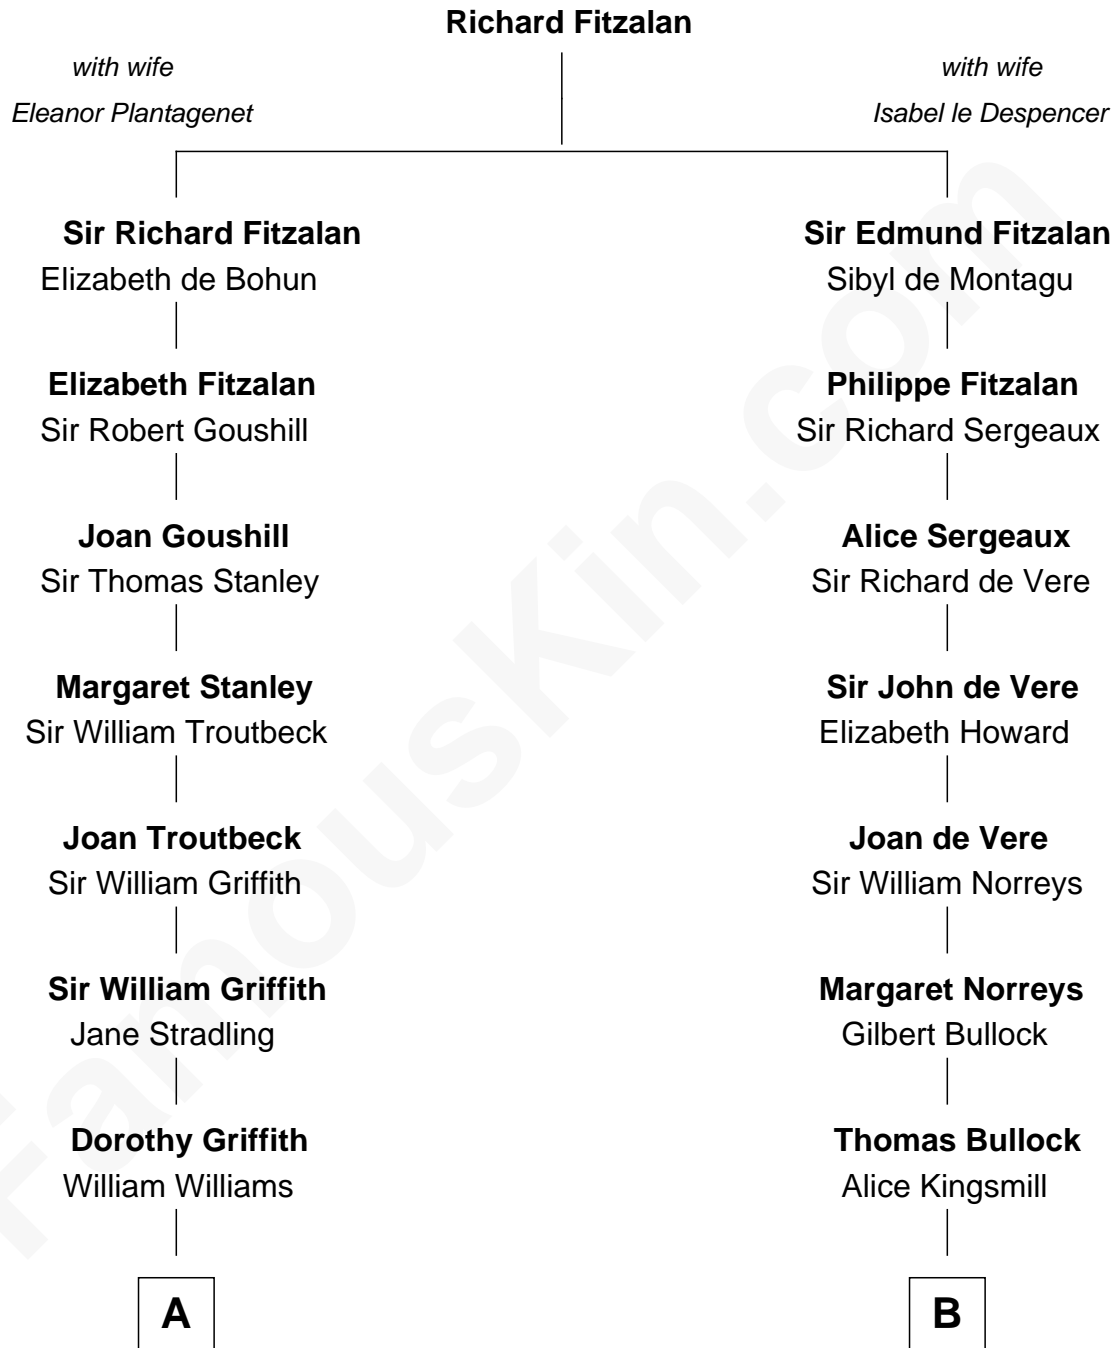 Richard Fitzalan
with wife
Eleanor Plantagenet
with wife
Isabel le Despencer
Sir Richard Fitzalan
Elizabeth de Bohun
Sir Edmund Fitzalan
Sibyl de Montagu
Elizabeth Fitzalan
Sir Robert Goushill
Philippe Fitzalan
Sir Richard Sergeaux
Joan Goushill
Sir Thomas Stanley
Alice Sergeaux
Sir Richard de Vere
Margaret Stanley
Sir William Troutbeck
Sir John de Vere
Elizabeth Howard
Joan Troutbeck
Sir William Griffith
Joan de Vere
Sir William Norreys
Sir William Griffith
Jane Stradling
Margaret Norreys
Gilbert Bullock
Dorothy Griffith
William Williams
Thomas Bullock
Alice Kingsmill
A
B
FamousKin.com